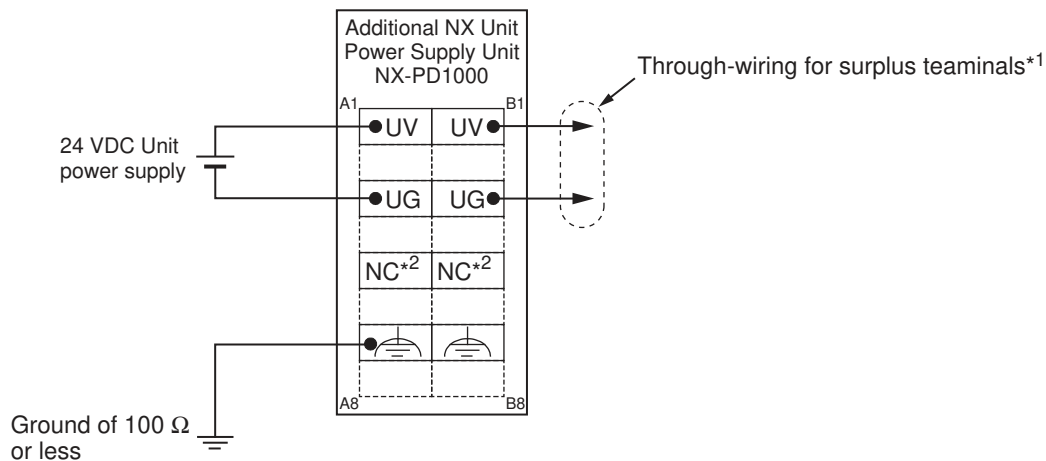 Additional NX Unit
Power Supply Unit
NX-PD1000
Through-wiring for surplus teaminals*1
A1
B1
UV UV
24 VDC Unit
power supply
UG UG
NC*2 NC*2
A8
B8
Ground of 100 Ω
or less